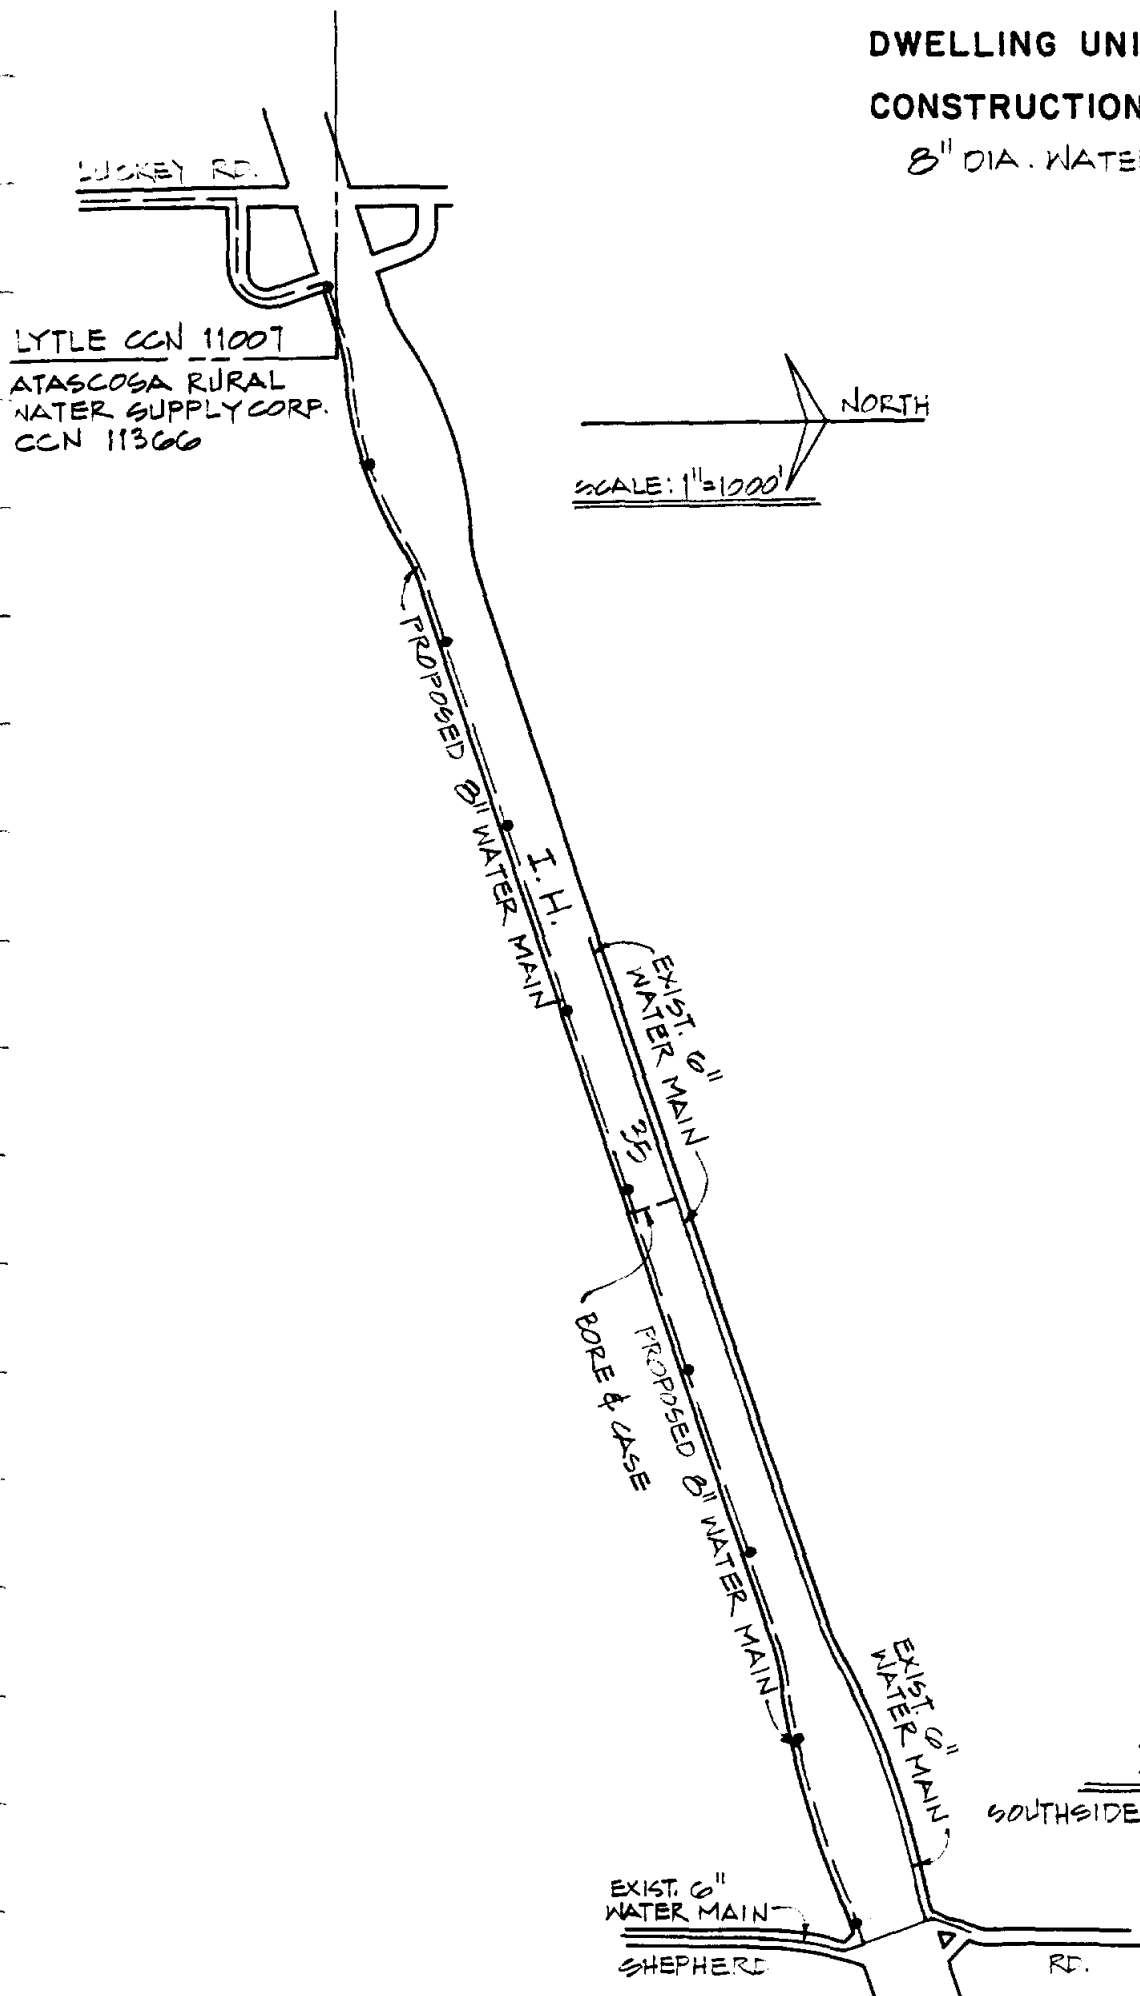 DWELLING UNI
CONSTRUCTION
8" DIA. WATER
LUCKEY RD.
LYTLE CCN 11007
ATASCOSA RURAL
WATER SUPPLY CORP.
CCN 11366
NORTH
SCALE: 1"=1000'
PROPOSED 8" WATER MAIN
I. H.
EXIST. 6"
WATER MAIN
35
BORE & CASE
PROPOSED 8" WATER MAIN
EXIST. 6"
WATER MAIN
SOUTHSIDE
EXIST. 6"
WATER MAIN
SHEPHERD
RD.